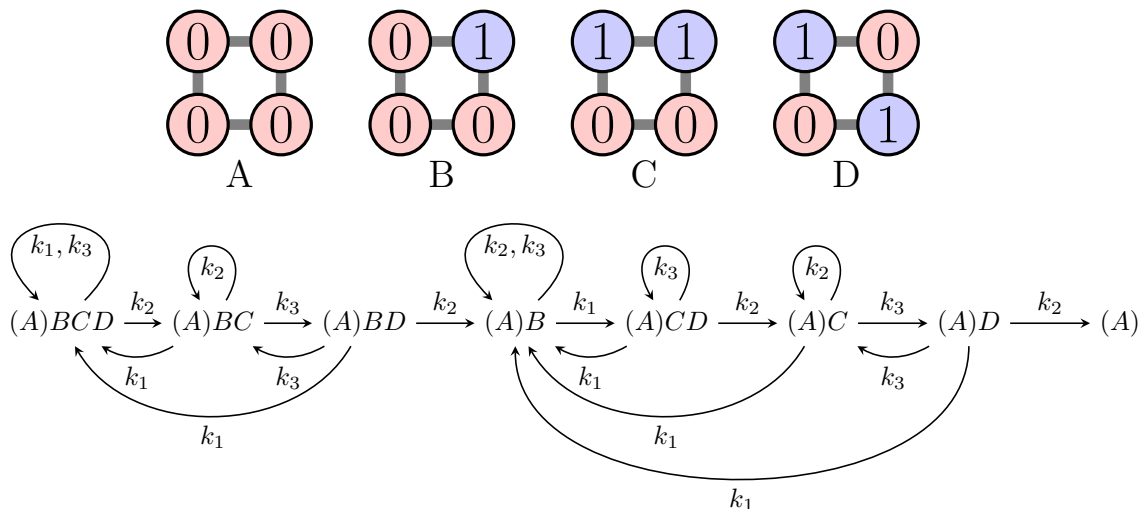 0 0 0 1 1 1 1 0
0 0 0 0 0 0 0 1
A B C D
k₁, k₃ k₂ k₂, k₃ k₃ k₂
k₂ k₃ k₂ k₁ k₂ k₃ k₂
(A)BCD (A)BC (A)BD (A)B (A)CD (A)C (A)D (A)
k₁ k₃ k₁ k₃
k₁ k₁
k₁